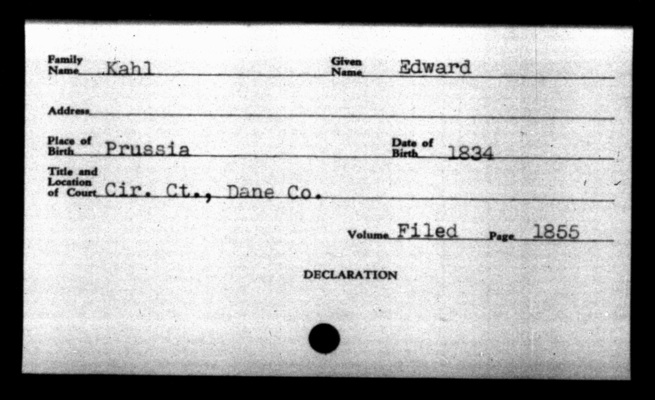 Family Name Kahl Given Name Edward
Address
Place of Birth Prussia Date of Birth 1834
Title and Location of Court Cir. Ct., Dane Co.
Volume Filed Page 1855
DECLARATION